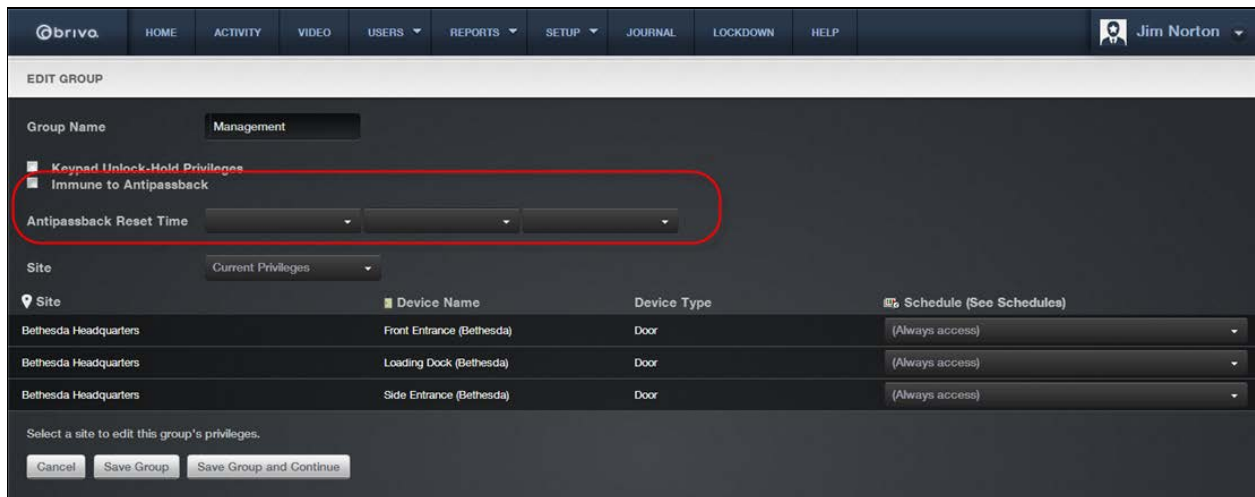 brivo HOME ACTIVITY VIDEO USERS REPORTS SETUP JOURNAL LOCKDOWN HELP Jim Norton
EDIT GROUP
Group Name Management
Keypad Unlock-Hold Privileges
Immune to Antipassback
Antipassback Reset Time
Site Current Privileges
Site Device Name Device Type Schedule (See Schedules)
Bethesda Headquarters Front Entrance (Bethesda) Door (Always access)
Bethesda Headquarters Loading Dock (Bethesda) Door (Always access)
Bethesda Headquarters Side Entrance (Bethesda) Door (Always access)
Select a site to edit this group's privileges.
Cancel Save Group Save Group and Continue